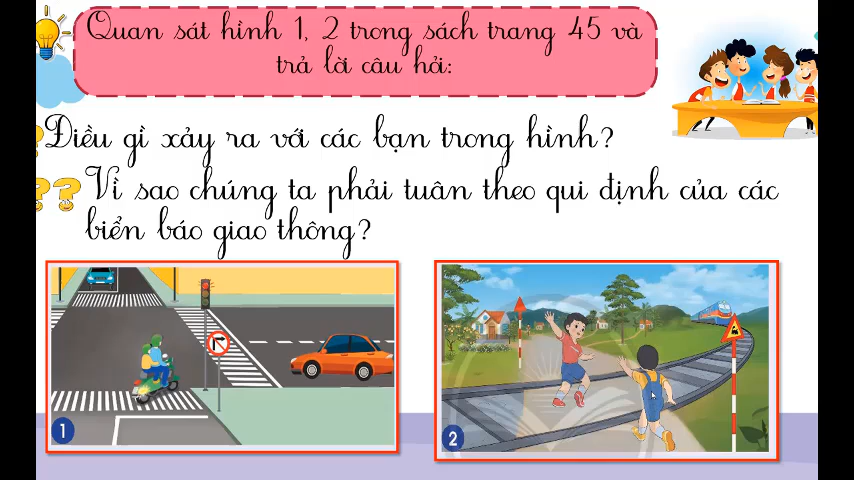 Quan sát hình 1, 2 trong sách trang 45 và
trả lời câu hỏi:
Điều gì xảy ra với các bạn trong hình?
Vì sao chúng ta phải tuân theo qui định của các
biển báo giao thông?
1
2